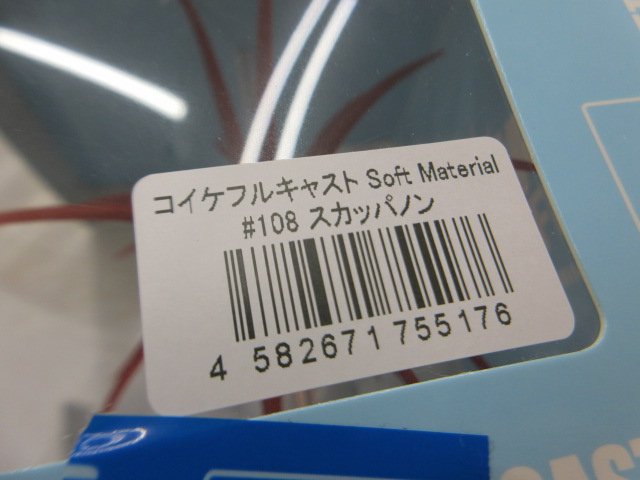 コイケフルキャスト Soft Material
#108 スカッパノン
4 582671 755176